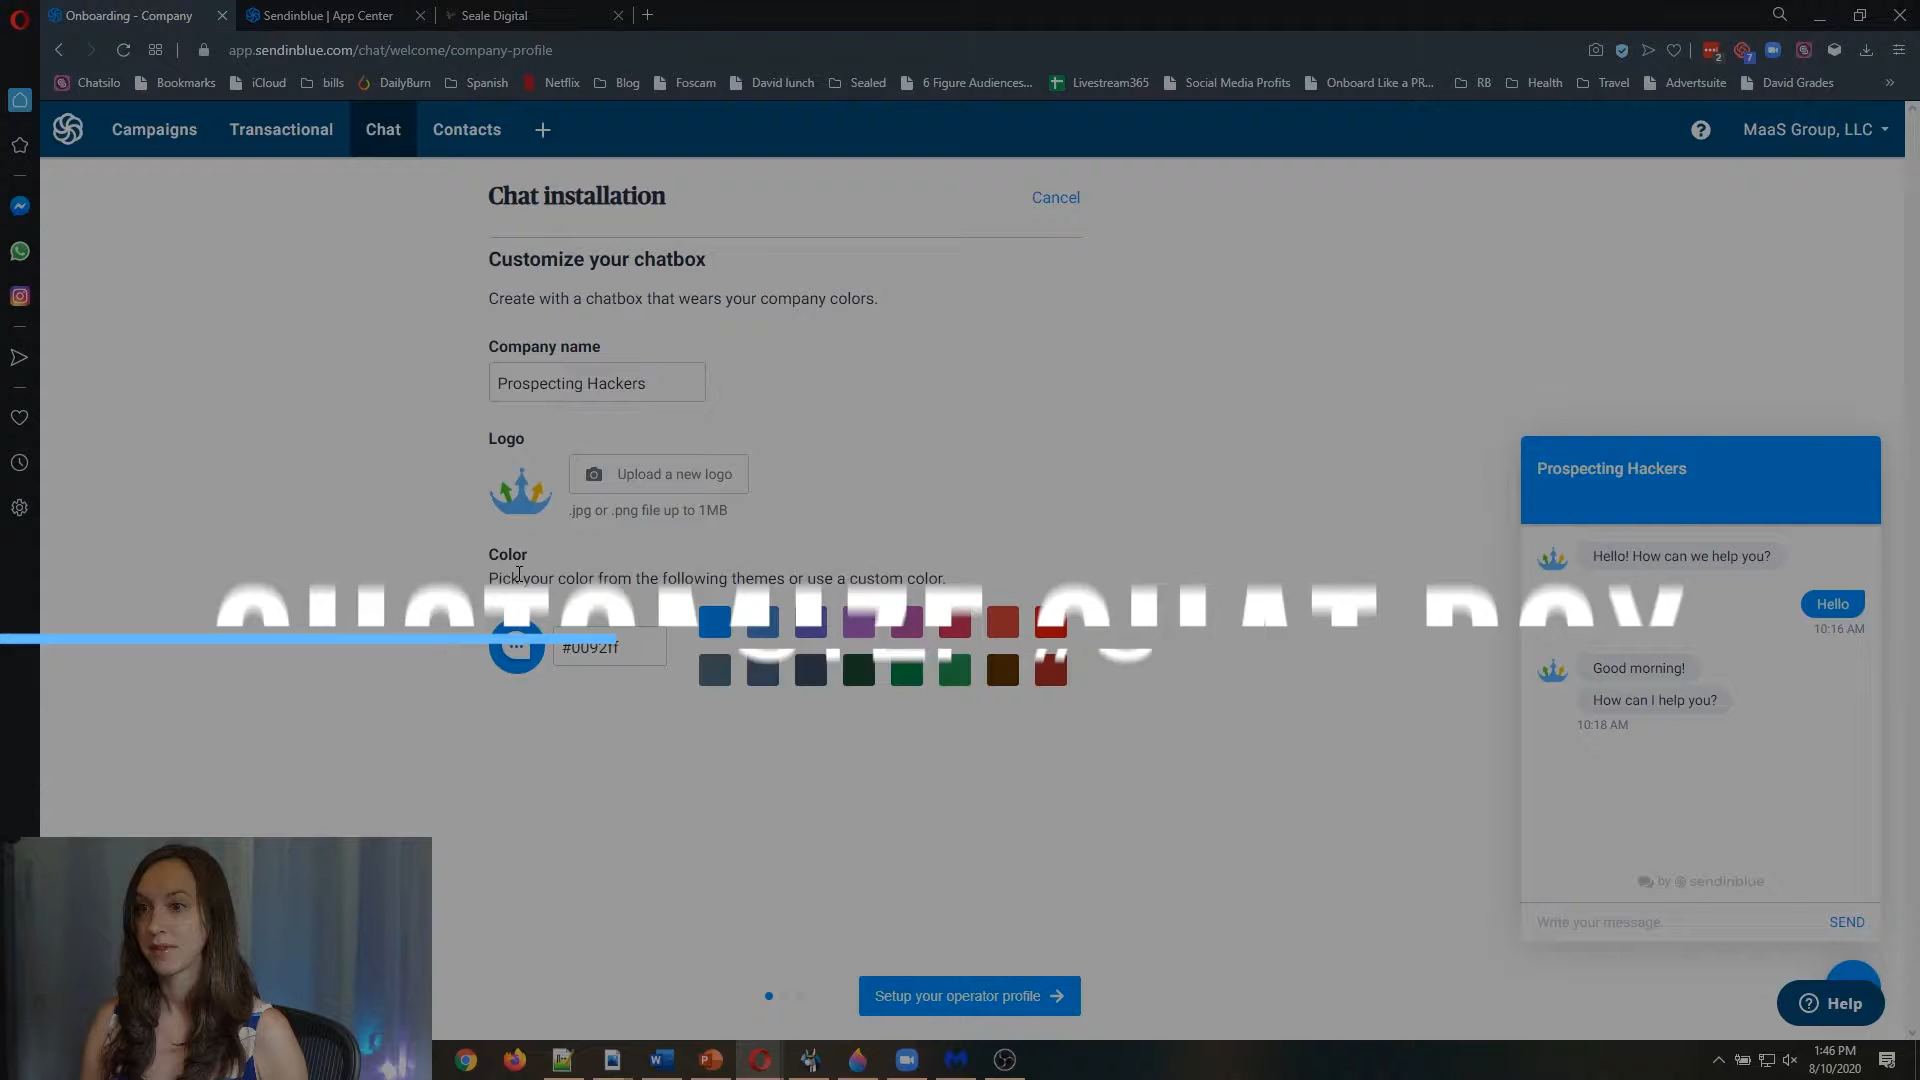 Onboarding - Company
Sendinblue | App Center
Seale Digital
app.sendinblue.com/chat/welcome/company-profile
2
7
Chatsilo
Bookmarks
iCloud
bills
DailyBurn
Spanish
Netflix
Blog
Foscam
David lunch
Sealed
6 Figure Audiences...
Livestream365
Social Media Profits
Onboard Like a PR...
RB
Health
Travel
Advertsuite
David Grades
»
Campaigns
Transactional
Chat
Contacts
+
MaaS Group, LLC
Chat installation
Cancel
Customize your chatbox
Create with a chatbox that wears your company colors.
Company name
Prospecting Hackers
Logo
Upload a new logo
.jpg or .png file up to 1MB
Color
Pick your color from the following themes or use a custom color.
CUSTOMIZE CHAT BOX
#0092ff
Prospecting Hackers
Hello! How can we help you?
Hello
10:16 AM
Good morning!
How can I help you?
10:18 AM
by sendinblue
Write your message.
SEND
Setup your operator profile →
? Help
1:46 PM
8/10/2020